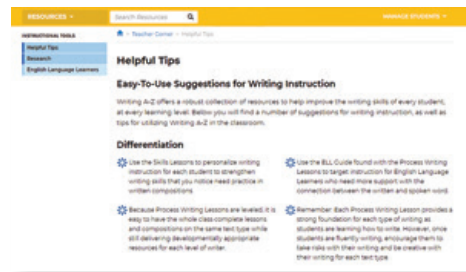 RESOURCES
Search Resources
MANAGE STUDENTS
INSTRUCTIONAL TOOLS
Helpful Tips
Research
English Language Learners
Teacher Corner Helpful Tips
Helpful Tips
Easy-To-Use Suggestions for Writing Instruction
Writing A-Z offers a robust collection of resources to help improve the writing skills of every student,
at every learning level. Below you will find a number of suggestions for writing instruction, as well as
tips for utilizing Writing A-Z in the classroom.
Differentiation
Use the Skills Lessons to personalize writing
instruction for each student to strengthen
writing skills that you notice need practice in
written compositions
Because Process Writing Lessons are leveled, it is
easy to have the whole class complete lessons
and compositions on the same text type while
still delivering developmentally appropriate
resources for each level of writer.
Use the ELL Guide found with the Process Writing
Lessons to target instruction for English Language
Learners who need more support with the
connection between the written and spoken word.
Remember: Each Process Writing Lesson provides a
strong foundation for each type of writing as
students are learning how to write. However, once
students are fluently writing, encourage them to
take risks with their writing and be creative with
their writing for each text type.